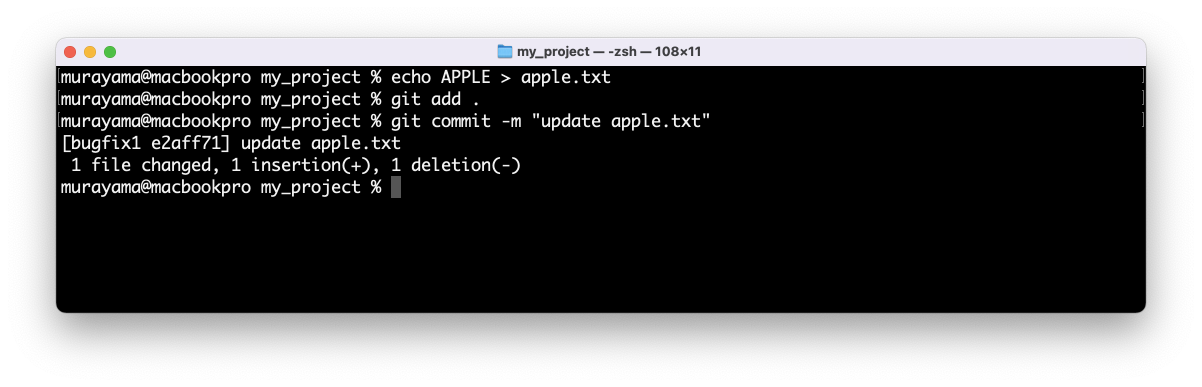 my_project — -zsh — 108×11
murayama@macbookpro my_project % echo APPLE > apple.txt
murayama@macbookpro my_project % git add .
murayama@macbookpro my_project % git commit -m "update apple.txt"
[bugfix1 e2aff71] update apple.txt
 1 file changed, 1 insertion(+), 1 deletion(-)
murayama@macbookpro my_project %